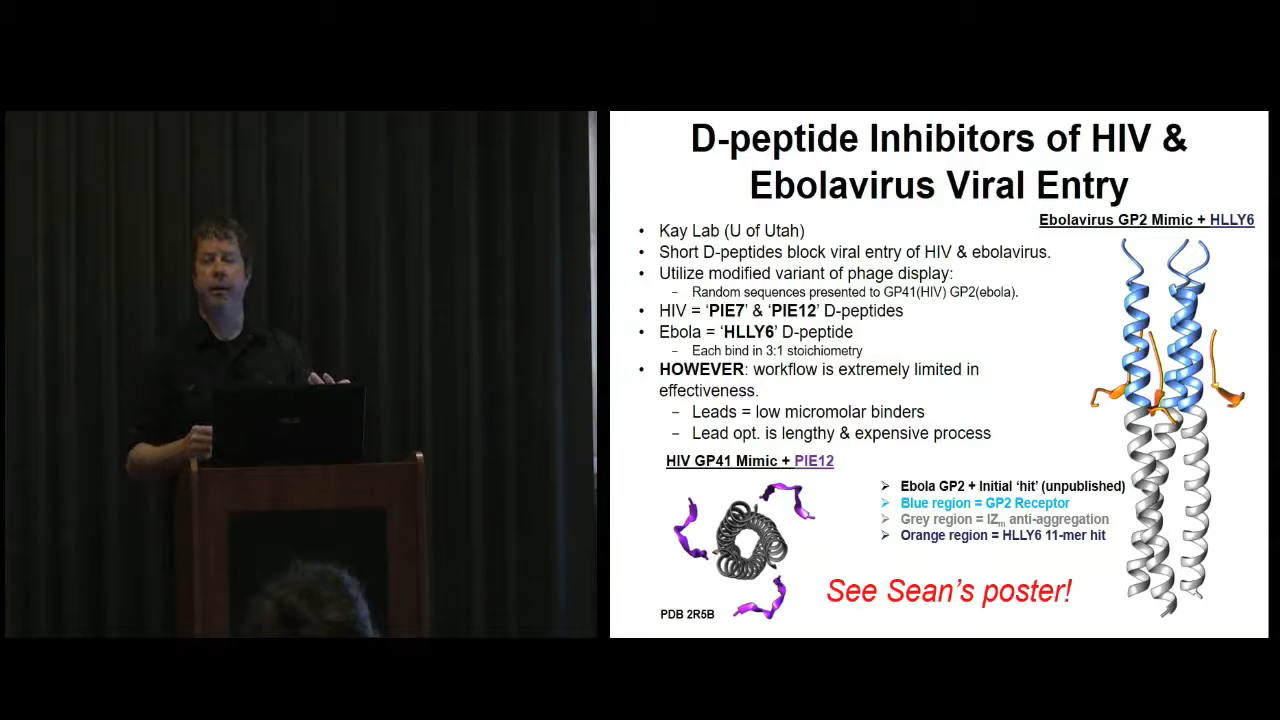 D-peptide Inhibitors of HIV &
Ebolavirus Viral Entry
Ebolavirus GP2 Mimic + HLLY6
• Kay Lab (U of Utah)
• Short D-peptides block viral entry of HIV & ebolavirus.
• Utilize modified variant of phage display:
− Random sequences presented to GP41(HIV) GP2(ebola).
• HIV = ‘PIE7’ & ‘PIE12’ D-peptides
• Ebola = ‘HLLY6’ D-peptide
− Each bind in 3:1 stoichiometry
• HOWEVER: workflow is extremely limited in
effectiveness.
− Leads = low micromolar binders
− Lead opt. is lengthy & expensive process
HIV GP41 Mimic + PIE12
➢ Ebola GP2 + Initial ‘hit’ (unpublished)
➢ Blue region = GP2 Receptor
➢ Grey region = IZm anti-aggregation
➢ Orange region = HLLY6 11-mer hit
See Sean’s poster!
PDB 2R5B